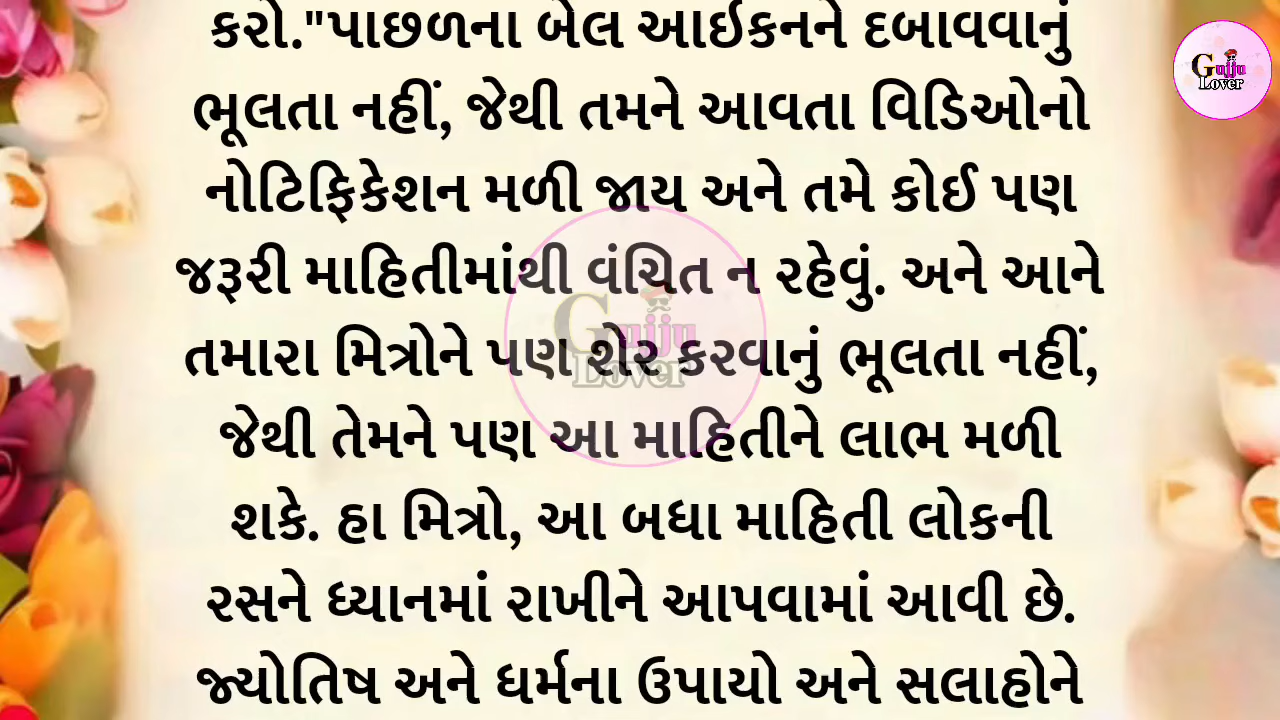 કરો."પાછળના બેલ આઈકનને દબાવવાનું
ભૂલતા નહીં, જેથી તમને આવતા વિડિઓનો
નોટિફિકેશન મળી જાય અને તમે કોઈ પણ
જરૂરી માહિતીમાંથી વંચિત ન રહેવું. અને આને
તમારા મિત્રોને પણ શેર કરવાનું ભૂલતા નહીં,
જેથી તેમને પણ આ માહિતીને લાભ મળી
શકે. હા મિત્રો, આ બધા માહિતી લોકની
રસને ધ્યાનમાં રાખીને આપવામાં આવી છે.
જ્યોતિષ અને ધર્મના ઉપાયો અને સલાહોને
Gujju
Lover
Gujju
Lover